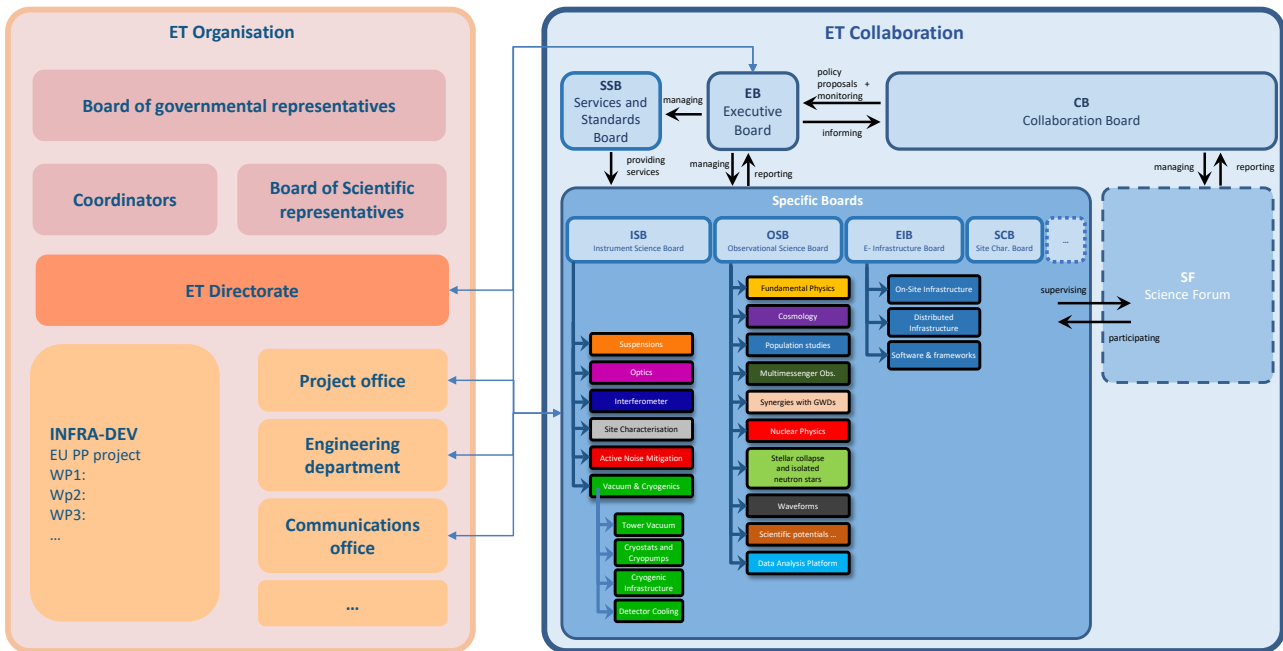 ET Organisation
Board of governmental representatives
Coordinators
Board of Scientific
representatives
ET Directorate
INFRA-DEV
EU PP project
WP1:
Wp2:
WP3:
...
Project office
Engineering
department
Communications
office
...
ET Collaboration
SSB
Services and
Standards
Board
managing
EB
Executive
Board
policy
proposals +
monitoring
informing
CB
Collaboration Board
providing
services
managing
reporting
managing
reporting
Specific Boards
ISB
Instrument Science Board
OSB
Observational Science Board
EIB
E- Infrastructure Board
SCB
Site Char. Board
...
Suspensions
Optics
Interferometer
Site Characterisation
Active Noise Mitigation
Vacuum & Cryogenics
Tower Vacuum
Cryostats and
Cryopumps
Cryogenic
Infrastructure
Detector Cooling
Fundamental Physics
Cosmology
Population studies
Multimessenger Obs.
Synergies with GWDs
Nuclear Physics
Stellar collapse
and isolated
neutron stars
Waveforms
Scientific potentials ...
Data Analysis Platform
On-Site Infrastructure
Distributed
Infrastructure
Software & frameworks
supervising
participating
SF
Science Forum